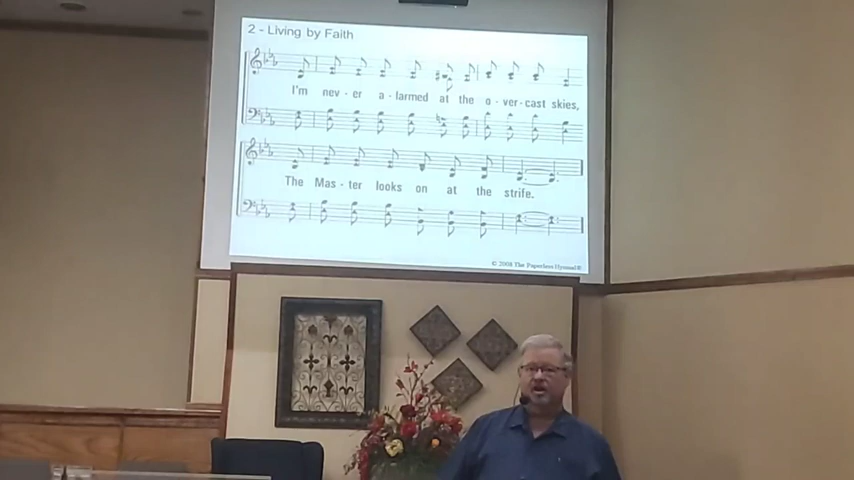 2 - Living by Faith
I'm nev - er a - larmed at the o - ver - cast skies,
The Mas - ter looks on at the strife.
© 2008 The Paperless Hymnal®